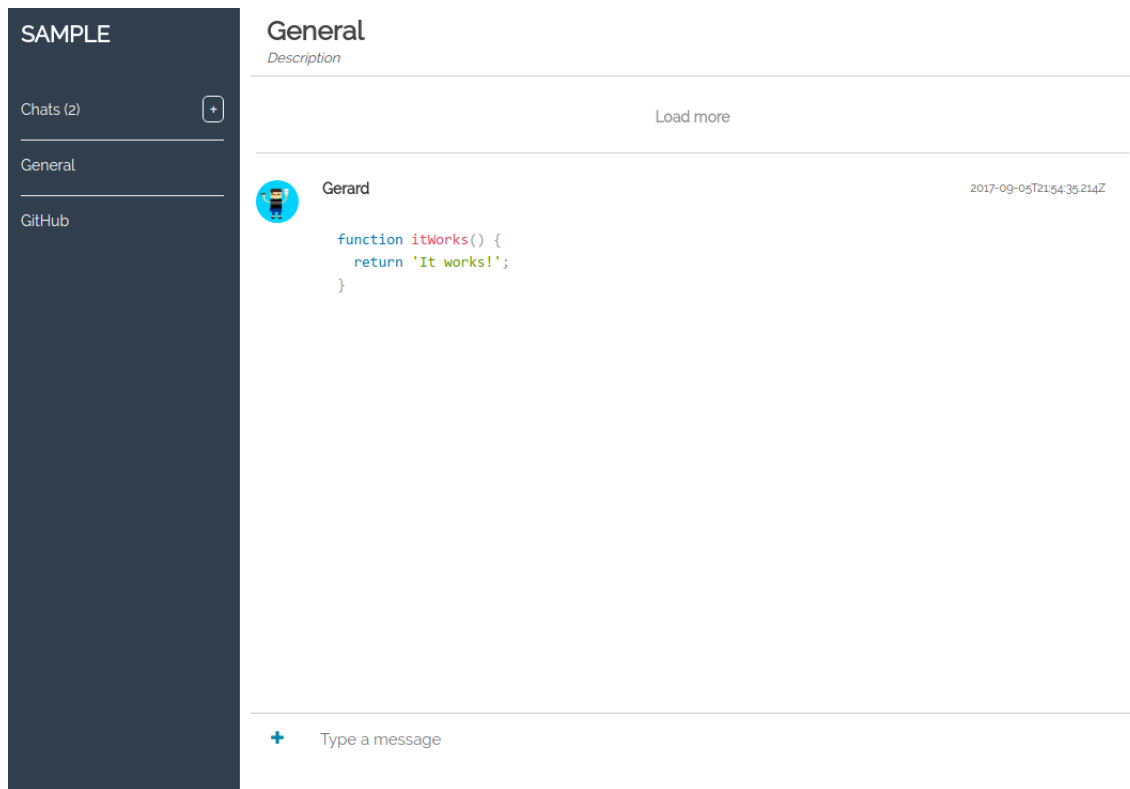 SAMPLE
Chats (2) +
General
GitHub
General
Description
Load more
Gerard 2017-09-05T21:54:35.214Z
function itWorks() {
  return 'It works!';
}
+ Type a message